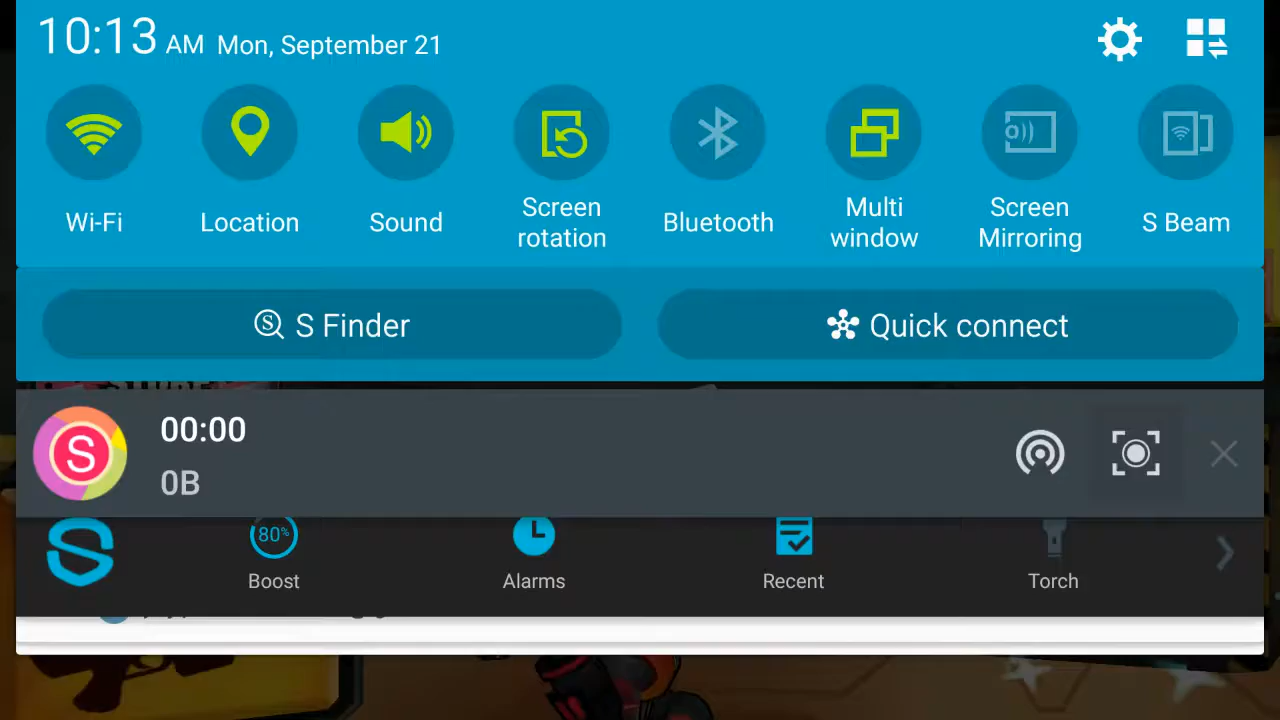 10:13 AM Mon, September 21
Wi-Fi
Location
Sound
Screen
rotation
Bluetooth
Multi
window
Screen
Mirroring
S Beam
S Finder
Quick connect
S
00:00
0B
80%
Boost
Alarms
Recent
Torch